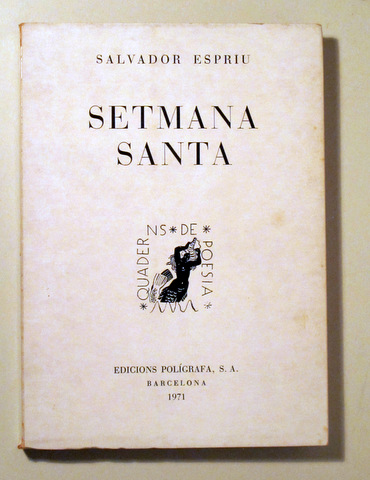 SALVADOR ESPRIU
SETMANA
SANTA
QUADERNS*DE*POESIA*
EDICIONS POLÍGRAFA, S. A.
BARCELONA
1971